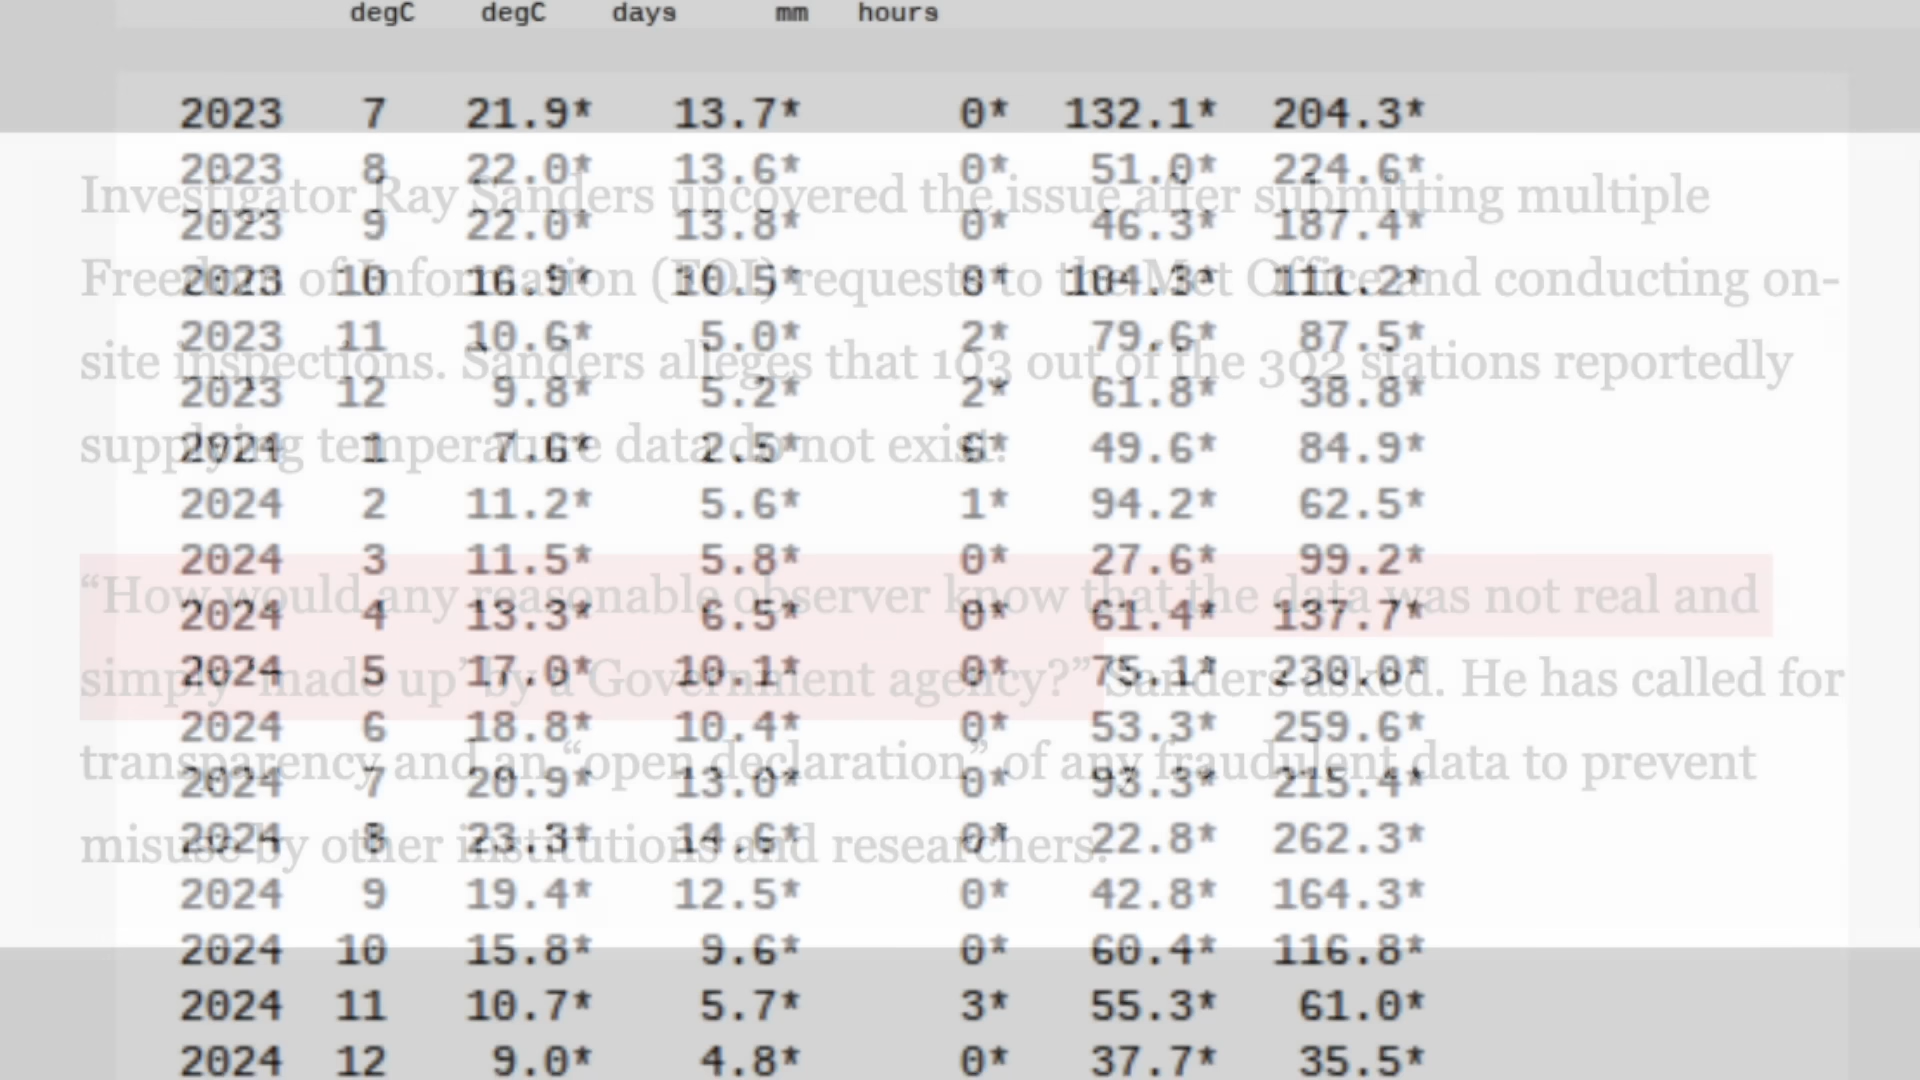 degC degC days mm hours
2023 7 21.9* 13.7* 0* 132.1* 204.3*
2023 8 22.0* 13.6* 0* 51.0* 224.6*
Investigator Ray Sanders uncovered the issue after submitting multiple
2023 9 22.0* 13.8* 0* 46.3* 187.4*
Freedom of Information (FOI) requests to the Met Office and conducting on-
2023 10 16.9* 10.5* 0* 104.3* 111.2*
2023 11 10.6* 5.0* 2* 79.6* 87.5*
site inspections. Sanders alleges that 103 out of the 302 stations reportedly
2023 12 9.8* 5.2* 2* 61.8* 38.8*
supplying temperature data do not exist.
2024 1 7.6* 2.5* 6* 49.6* 84.9*
2024 2 11.2* 5.6* 1* 94.2* 62.5*
2024 3 11.5* 5.8* 0* 27.6* 99.2*
“How would any reasonable observer know that the data was not real and
2024 4 13.3* 6.5* 0* 61.4* 137.7*
2024 5 17.0* 10.1* 0* 75.1* 230.0*
simply ‘made up’ by a Government agency?” Sanders asked. He has called for
2024 6 18.8* 10.4* 0* 53.3* 259.6*
transparency and an “open declaration” of any fraudulent data to prevent
2024 7 20.9* 13.0* 0* 93.3* 215.4*
2024 8 23.3* 14.6* 0* 22.8* 262.3*
misuse by other institutions and researchers.
2024 9 19.4* 12.5* 0* 42.8* 164.3*
2024 10 15.8* 9.6* 0* 60.4* 116.8*
2024 11 10.7* 5.7* 3* 55.3* 61.0*
2024 12 9.0* 4.8* 0* 37.7* 35.5*